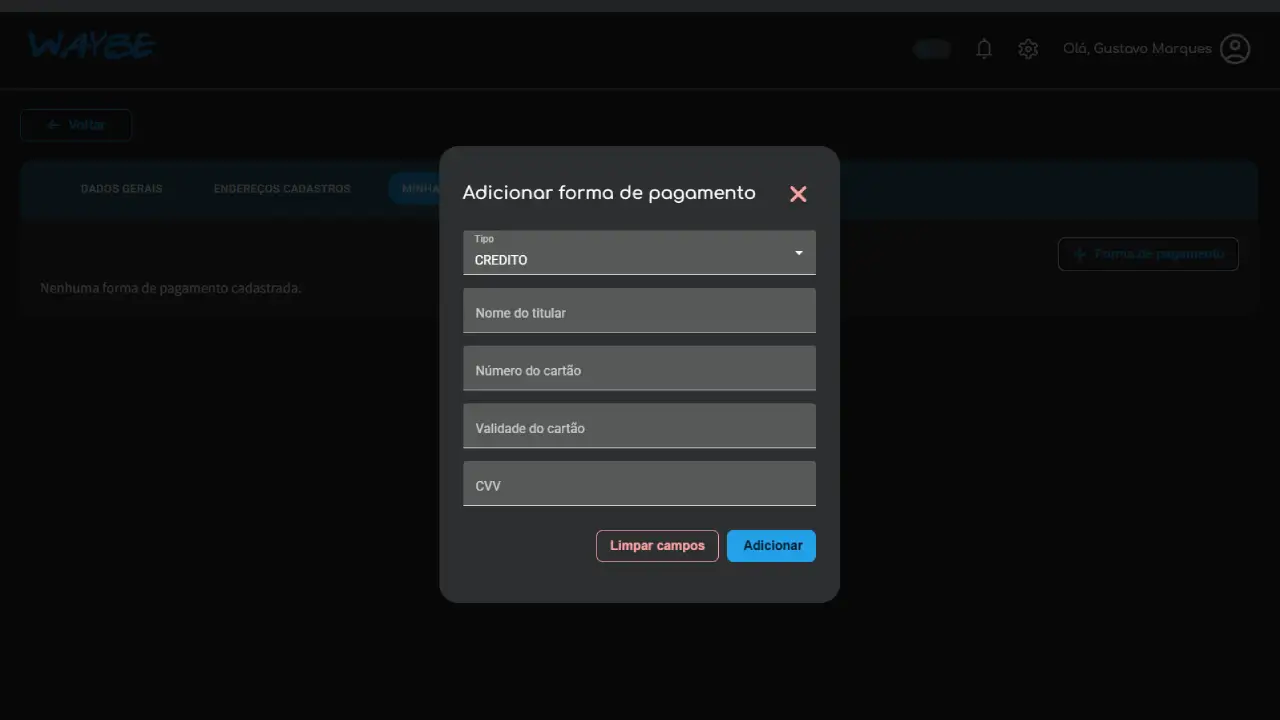 WAYBE
Olá, Gustavo Marques
Voltar
DADOS GERAIS
ENDEREÇOS CADASTROS
MINHA
Forma de pagamento
Nenhuma forma de pagamento cadastrada.
Adicionar forma de pagamento
Tipo
CREDITO
Nome do titular
Número do cartão
Validade do cartão
CVV
Limpar campos
Adicionar